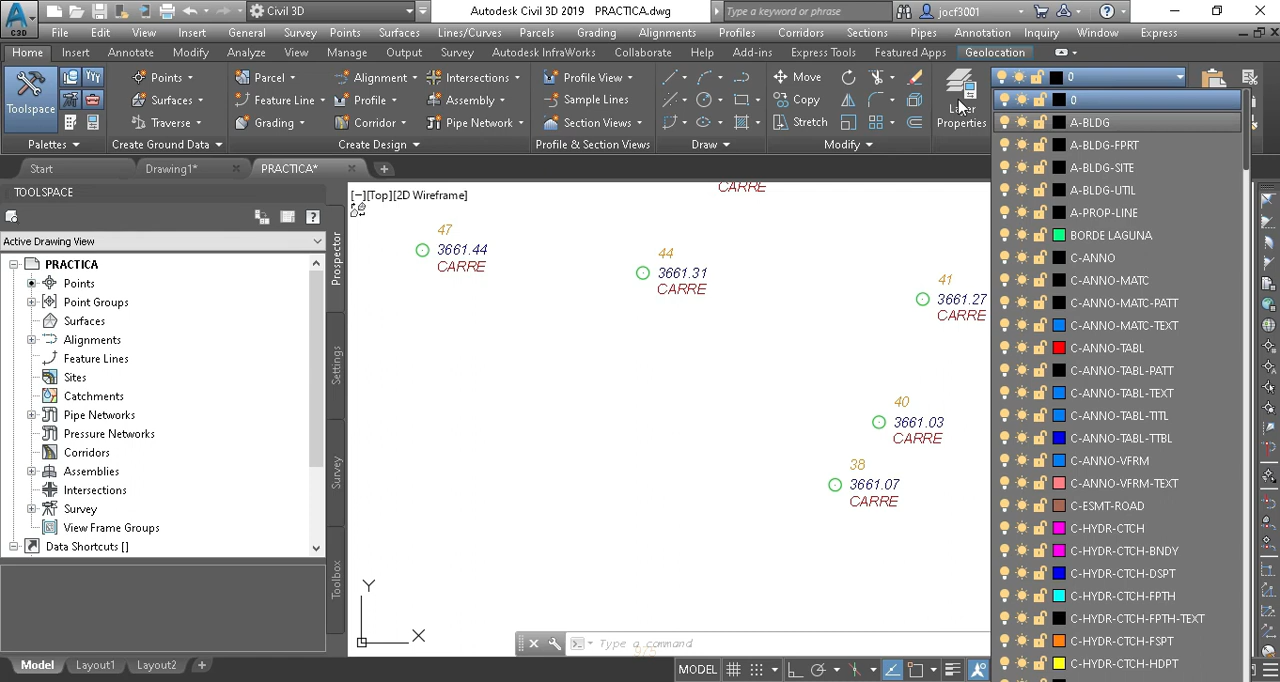 A C3D
Civil 3D
Autodesk Civil 3D 2019 PRACTICA.dwg
Type a keyword or phrase
jocf3001
File Edit View Insert General Survey Points Surfaces Lines/Curves Parcels Grading Alignments Profiles Corridors Sections Pipes Annotation Inquiry Window Express
Home Insert Annotate Modify Analyze View Manage Output Survey Autodesk InfraWorks Collaborate Help Add-ins Express Tools Featured Apps Geolocation
Toolspace
Points
Surfaces
Traverse
Parcel
Feature Line
Grading
Alignment
Profile
Corridor
Intersections
Assembly
Pipe Network
Profile View
Sample Lines
Section Views
Move
Copy
Stretch
Layer Properties
0
Palettes
Create Ground Data
Create Design
Profile & Section Views
Draw
Modify
Start Drawing1* PRACTICA*
TOOLSPACE
Active Drawing View
PRACTICA
Points
Point Groups
Surfaces
Alignments
Feature Lines
Sites
Catchments
Pipe Networks
Pressure Networks
Corridors
Assemblies
Intersections
Survey
View Frame Groups
Data Shortcuts []
Prospector
Settings
Survey
Toolbox
[−][Top][2D Wireframe]
CARRE
47
3661.44
CARRE
44
3661.31
CARRE
41
3661.27
CARRE
40
3661.03
CARRE
38
3661.07
CARRE
Y
X
Type a command
975
0
A-BLDG
A-BLDG-FPRT
A-BLDG-SITE
A-BLDG-UTIL
A-PROP-LINE
BORDE LAGUNA
C-ANNO
C-ANNO-MATC
C-ANNO-MATC-PATT
C-ANNO-MATC-TEXT
C-ANNO-TABL
C-ANNO-TABL-PATT
C-ANNO-TABL-TEXT
C-ANNO-TABL-TITL
C-ANNO-TABL-TTBL
C-ANNO-VFRM
C-ANNO-VFRM-TEXT
C-ESMT-ROAD
C-HYDR-CTCH
C-HYDR-CTCH-BNDY
C-HYDR-CTCH-DSPT
C-HYDR-CTCH-FPTH
C-HYDR-CTCH-FPTH-TEXT
C-HYDR-CTCH-FSPT
C-HYDR-CTCH-HDPT
Model Layout1 Layout2
MODEL